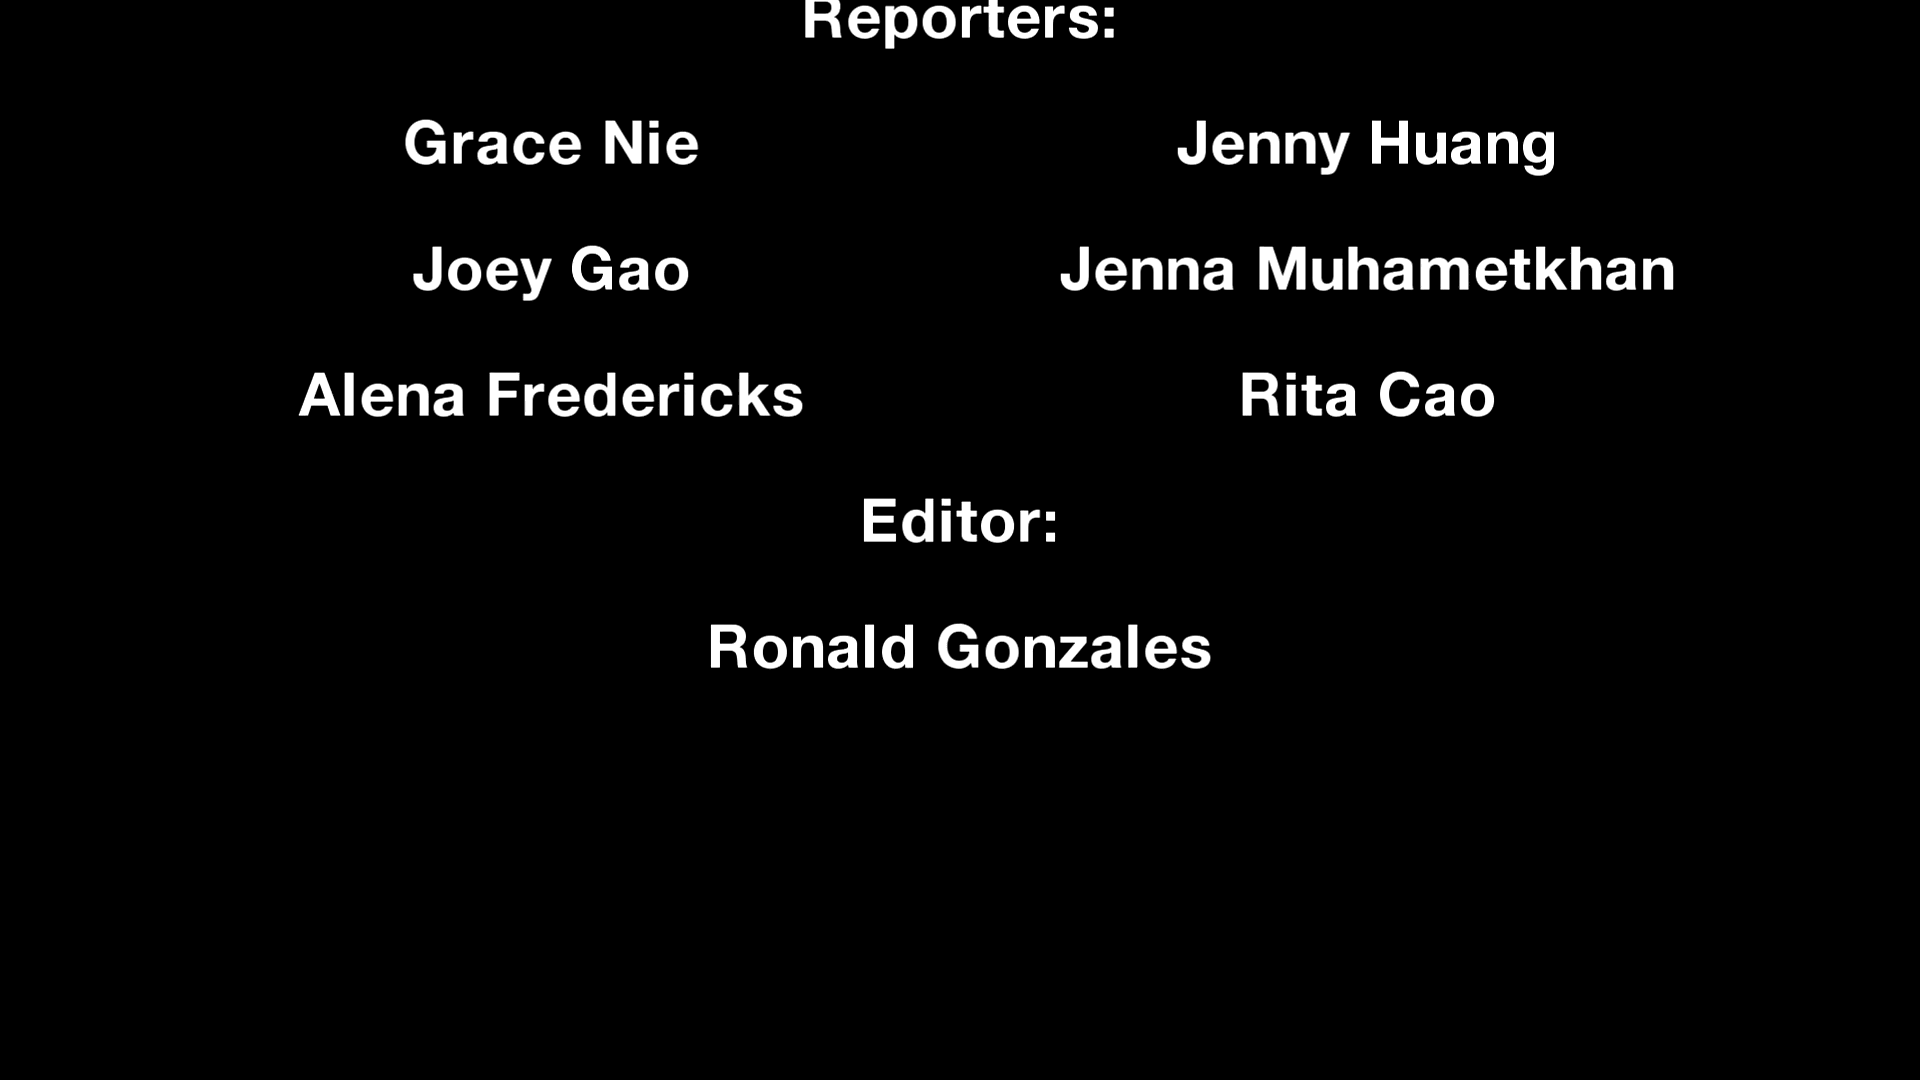 Reporters:
Grace Nie Jenny Huang
Joey Gao Jenna Muhametkhan
Alena Fredericks Rita Cao
Editor:
Ronald Gonzales